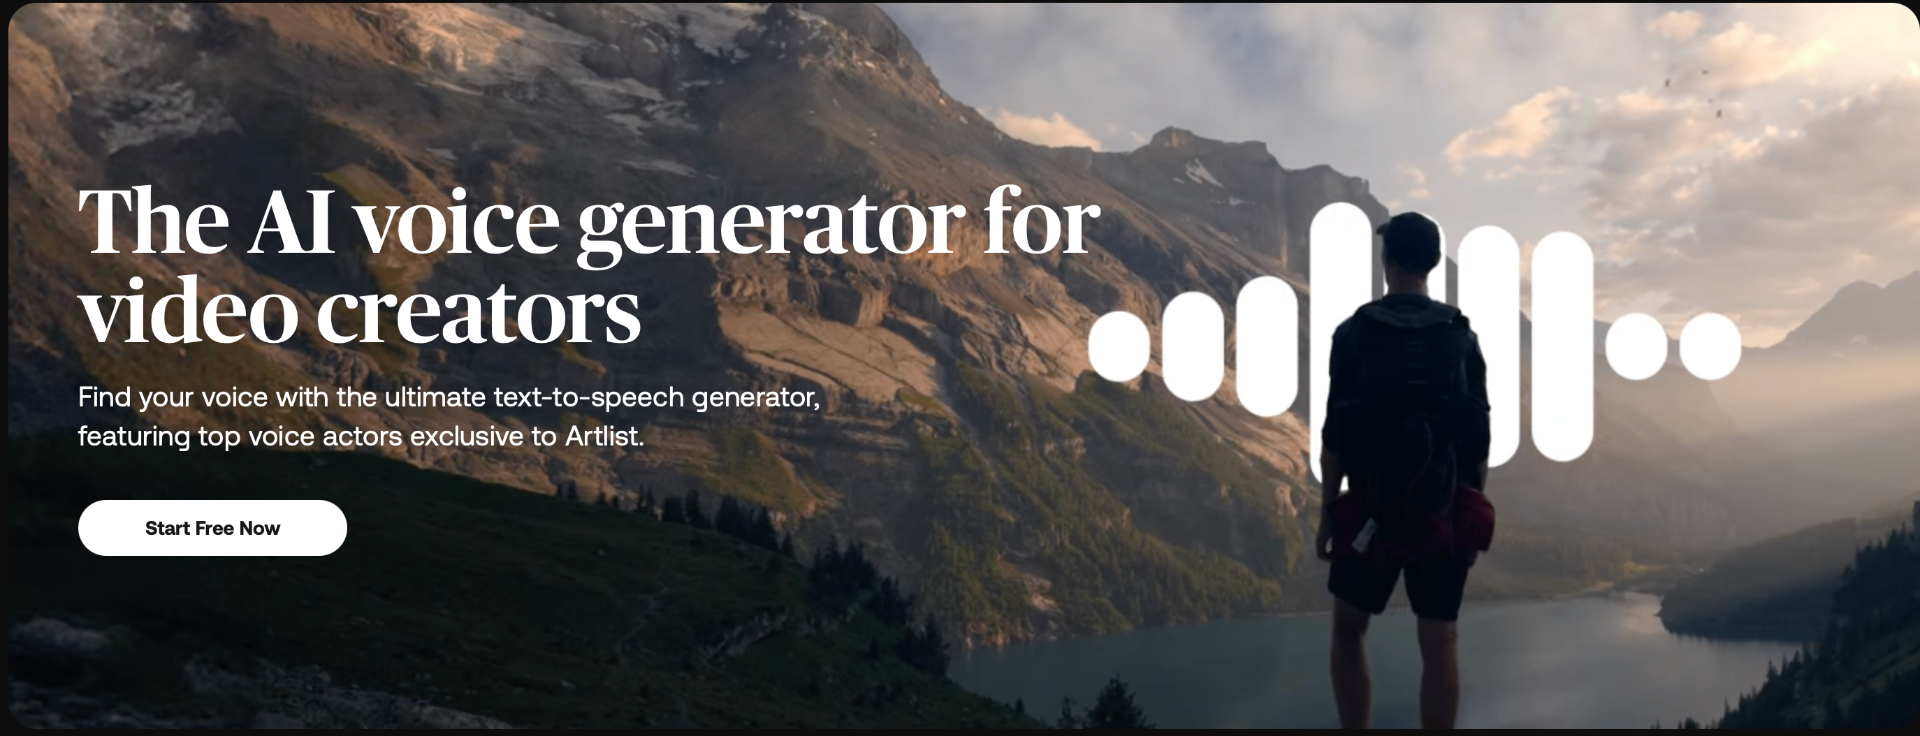 The AI voice generator for
video creators
Find your voice with the ultimate text-to-speech generator,
featuring top voice actors exclusive to Artlist.
Start Free Now